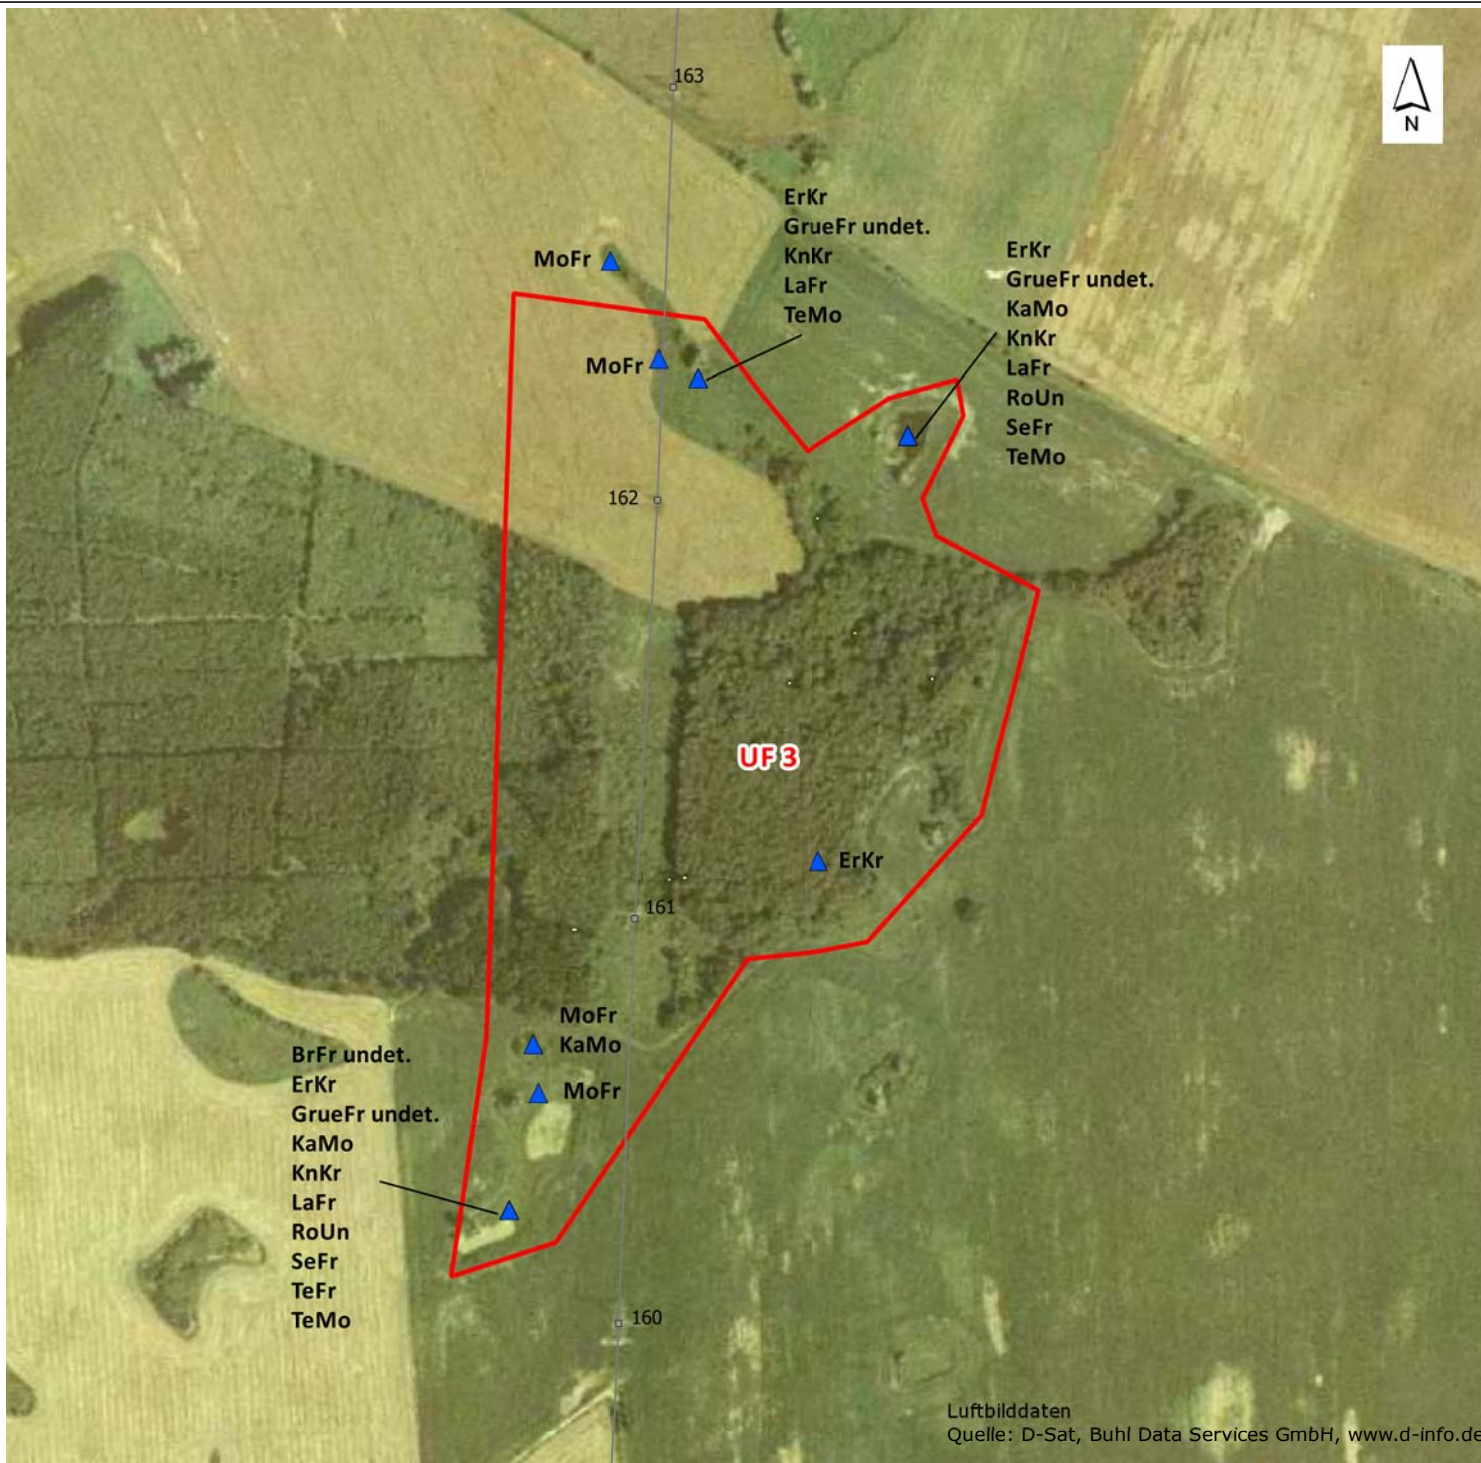 163
N
ErKr
GrueFr undet.
KnKr
LaFr
TeMo
ErKr
GrueFr undet.
KaMo
KnKr
LaFr
RoUn
SeFr
TeMo
MoFr
MoFr
162
UF 3
ErKr
161
MoFr
KaMo
MoFr
BrFr undet.
ErKr
GrueFr undet.
KaMo
KnKr
LaFr
RoUn
SeFr
TeFr
TeMo
160
Luftbilddaten
Quelle: D-Sat, Buhl Data Services GmbH, www.d-info.de